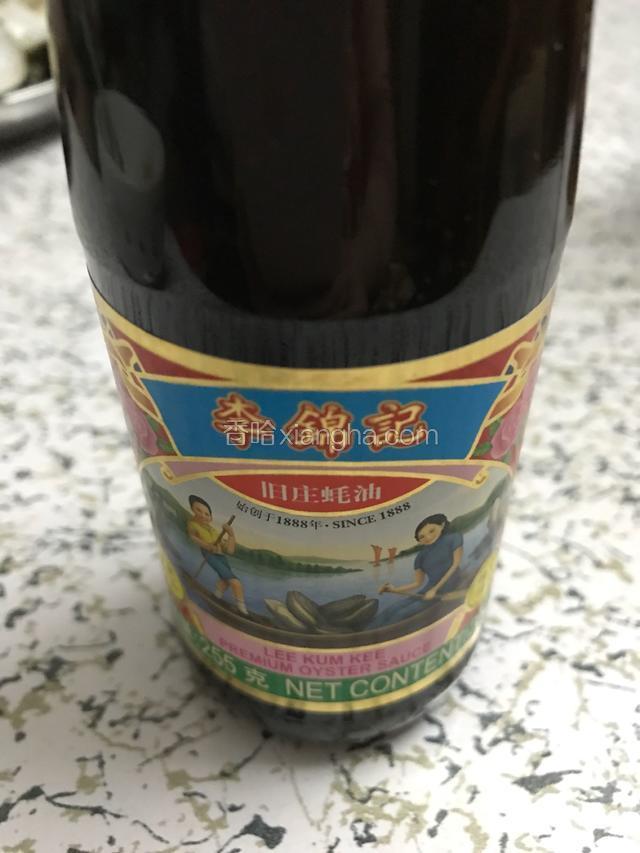 李錦記
香哈xiangha.com
旧庄蚝油
始创于1888年·SINCE 1888
LEE KUM KEE
PREMIUM OYSTER SAUCE
255 克 NET CONTENT